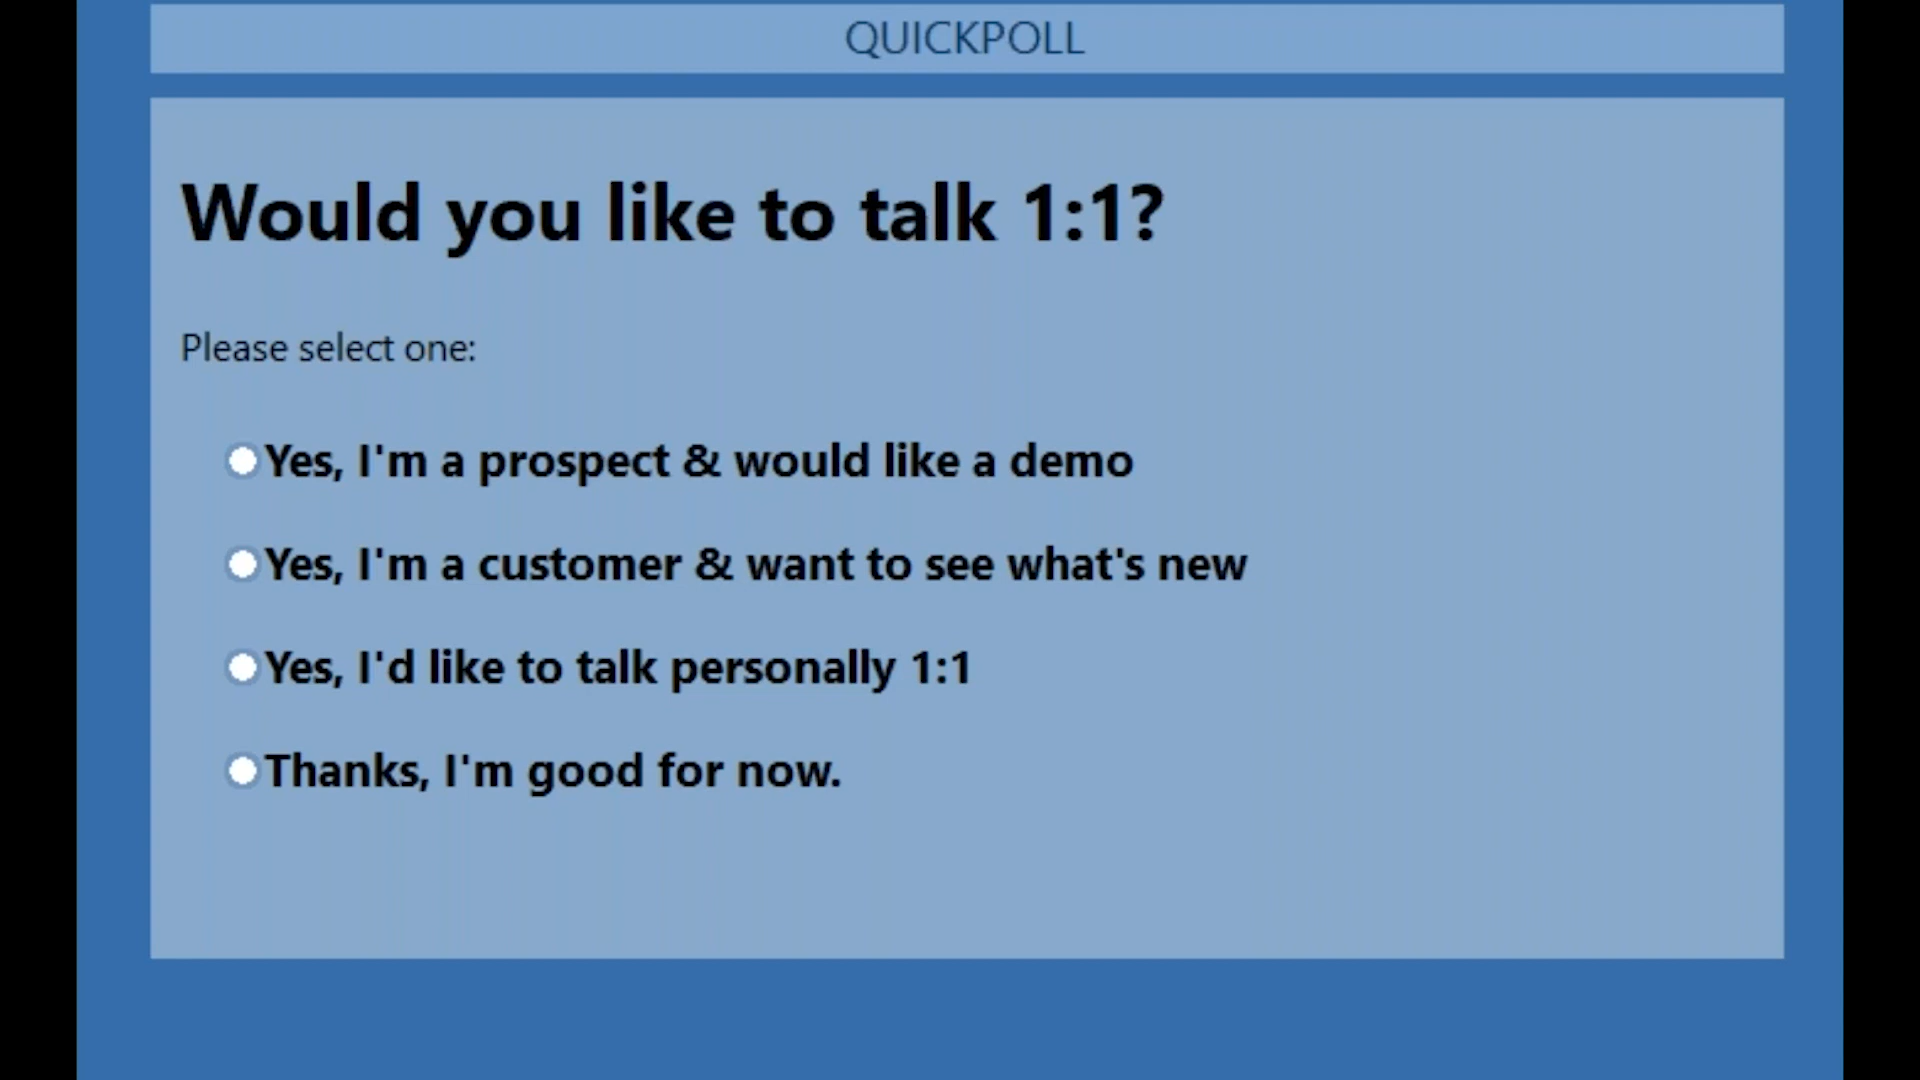 QUICKPOLL
Would you like to talk 1:1?
Please select one:
Yes, I'm a prospect & would like a demo
Yes, I'm a customer & want to see what's new
Yes, I'd like to talk personally 1:1
Thanks, I'm good for now.